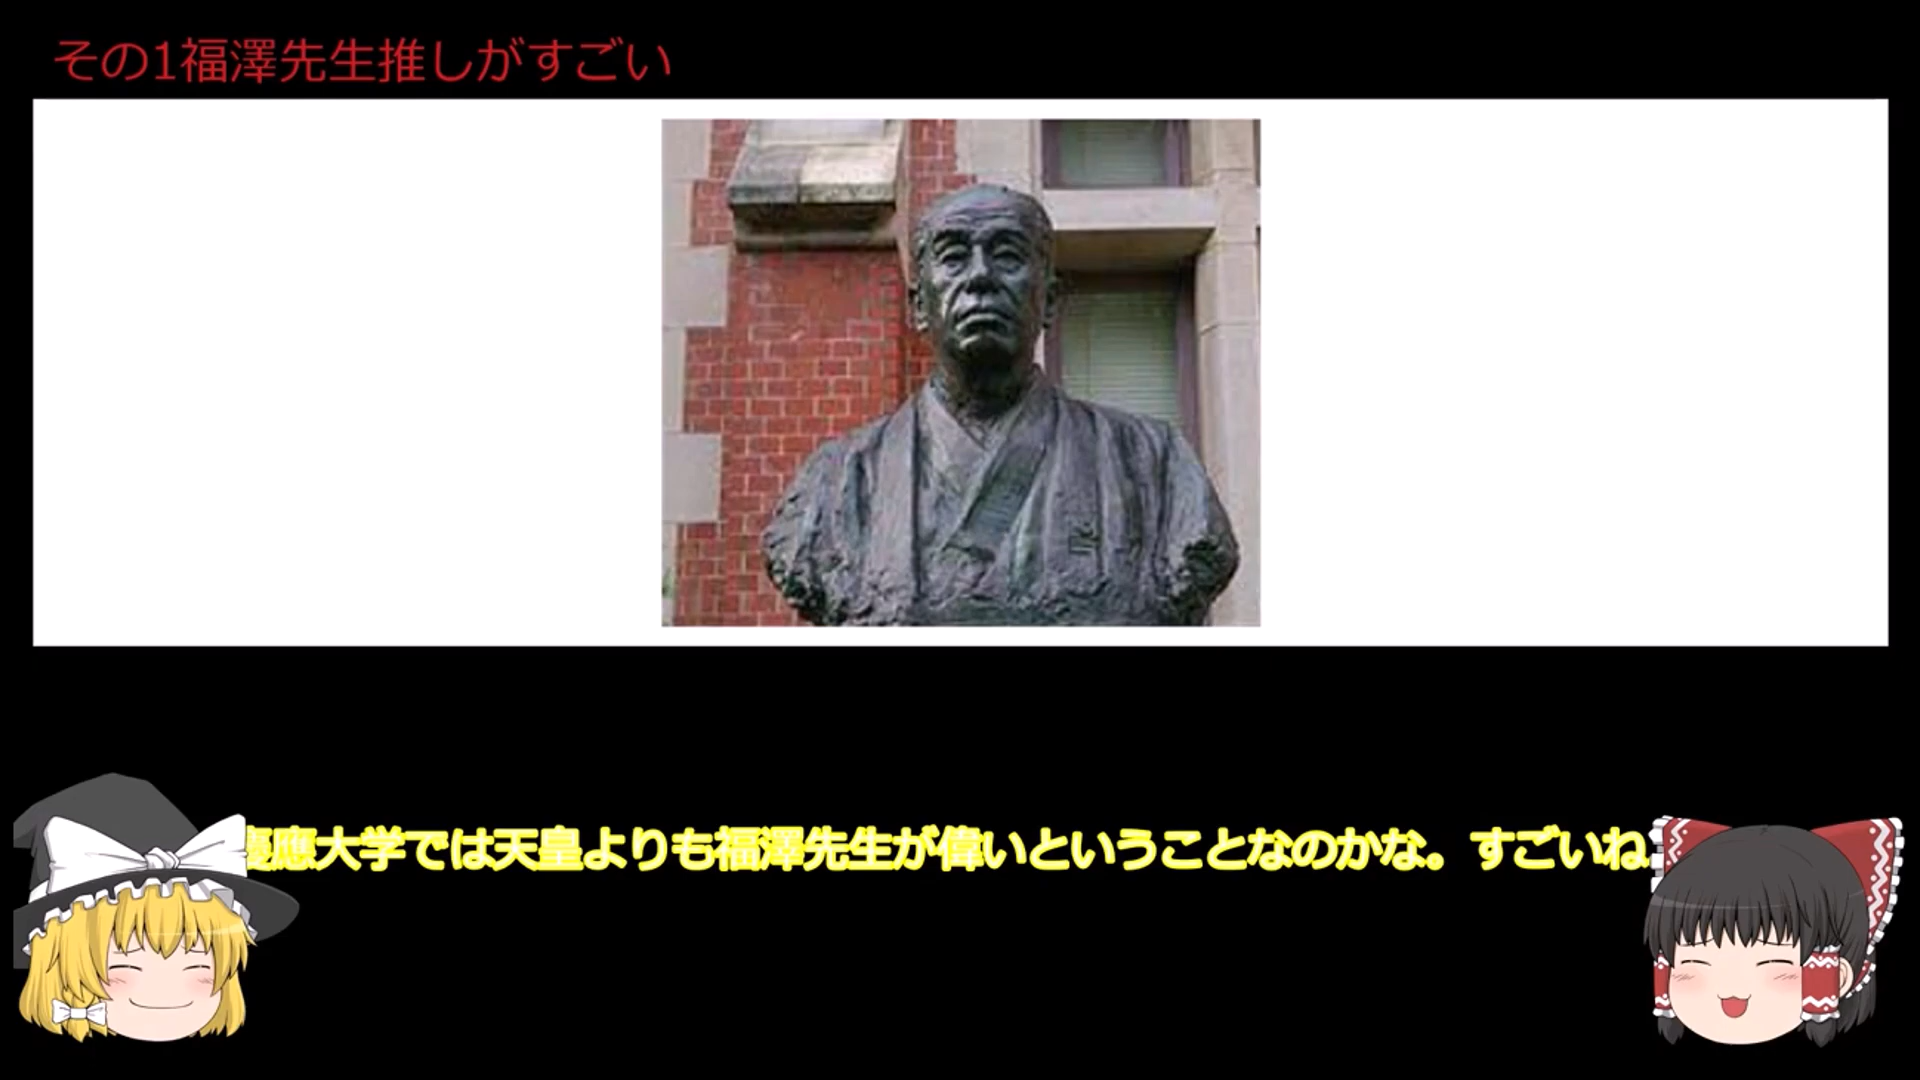 その1福澤先生推しがすごい
慶應大学では天皇よりも福澤先生が偉いということなのかな。すごいね